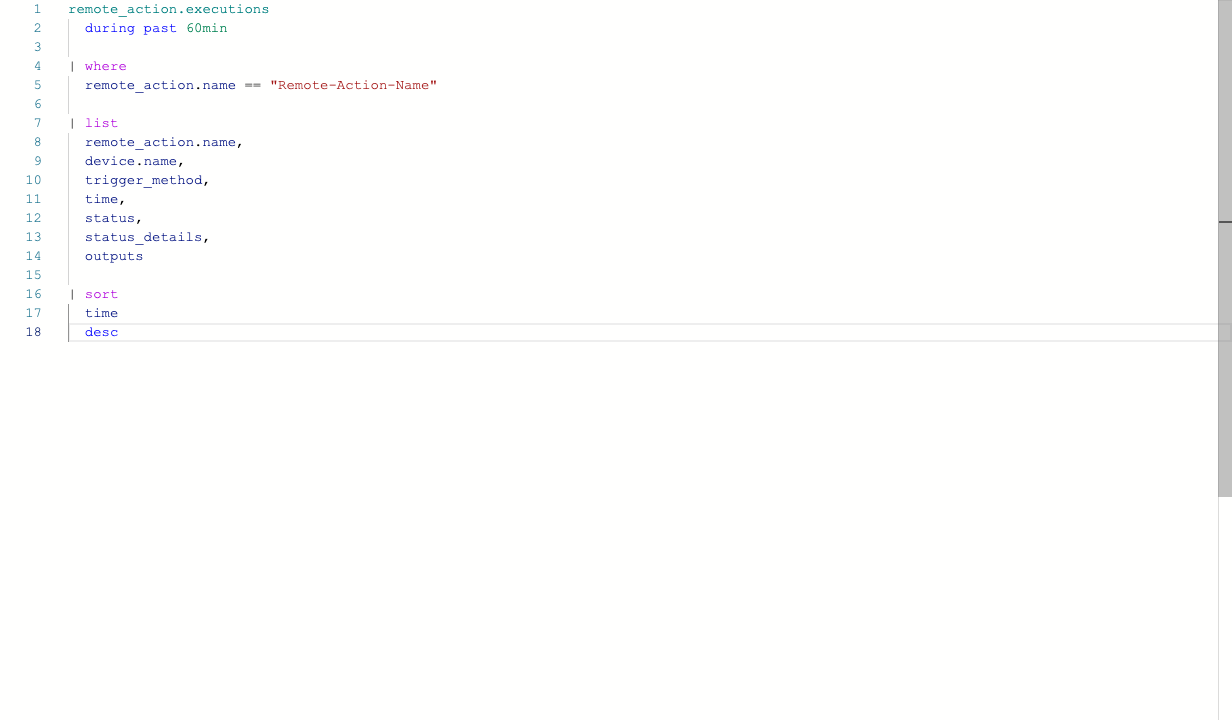 1 remote_action.executions
2 during past 60min
3
4 | where
5 remote_action.name == "Remote-Action-Name"
6
7 | list
8 remote_action.name,
9 device.name,
10 trigger_method,
11 time,
12 status,
13 status_details,
14 outputs
15
16 | sort
17 time
18 desc